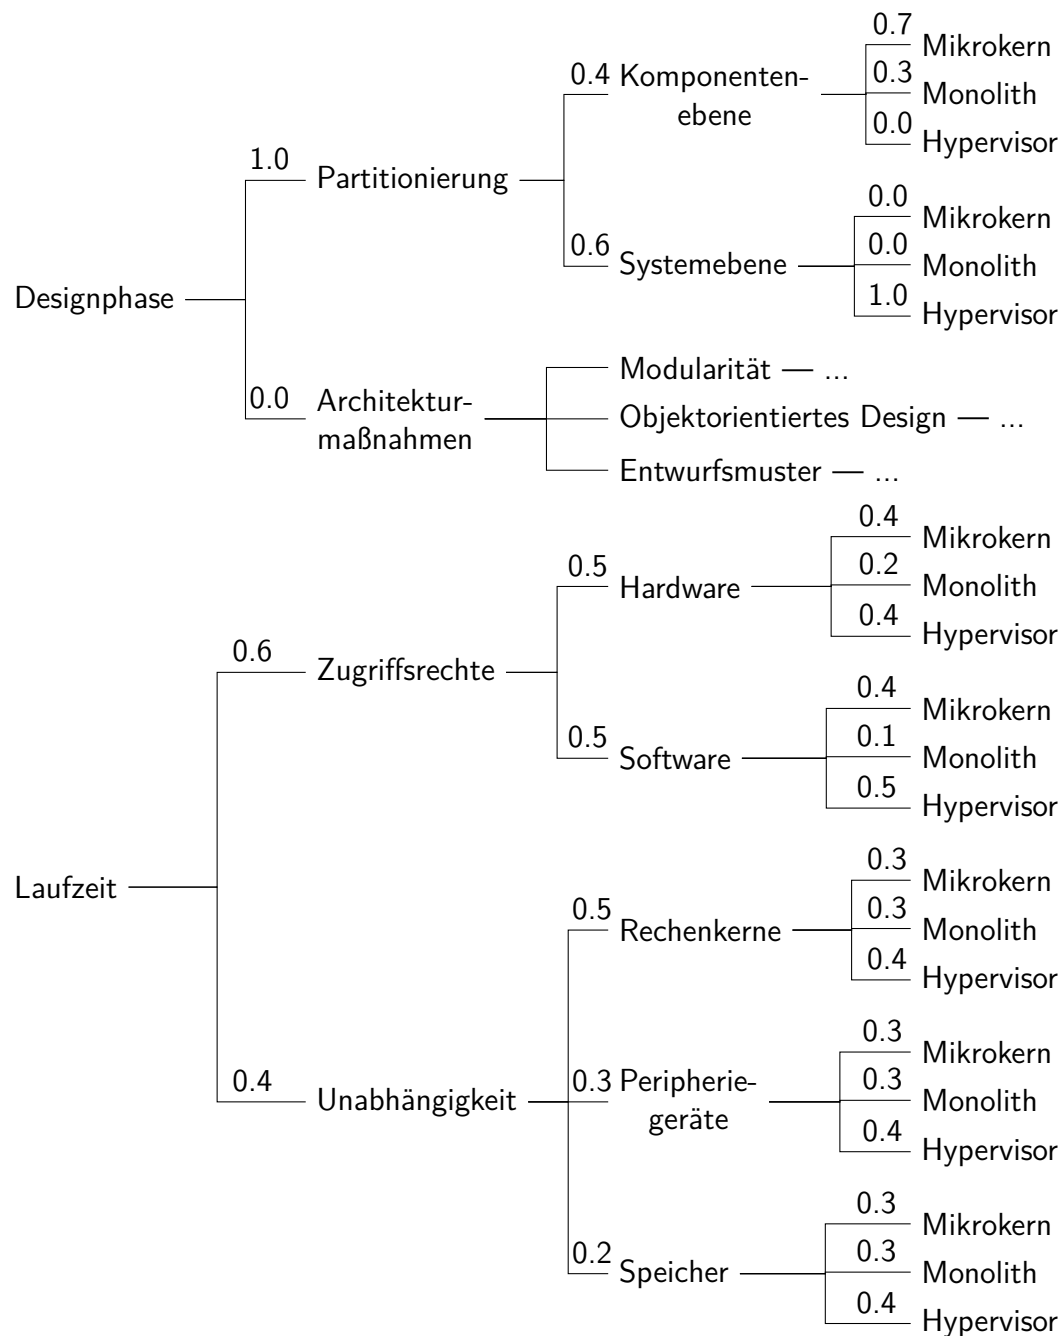 0.7
Mikrokern
0.4 Komponenten-
ebene
0.3
Monolith
0.0
Hypervisor
1.0
Partitionierung
0.0
Mikrokern
0.6
Systemebene
0.0
Monolith
1.0
Hypervisor
Designphase
Modularität — ...
0.0
Architektur-
maßnahmen
Objektorientiertes Design — ...
Entwurfsmuster — ...
0.4
Mikrokern
0.5
Hardware
0.2
Monolith
0.4
Hypervisor
0.6
Zugriffsrechte
0.4
Mikrokern
0.5
Software
0.1
Monolith
0.5
Hypervisor
Laufzeit
0.3
Mikrokern
0.5
Rechenkerne
0.3
Monolith
0.4
Hypervisor
0.4
Unabhängigkeit
0.3
Mikrokern
0.3 Peripherie-
geräte
0.3
Monolith
0.4
Hypervisor
0.3
Mikrokern
0.2
Speicher
0.3
Monolith
0.4
Hypervisor